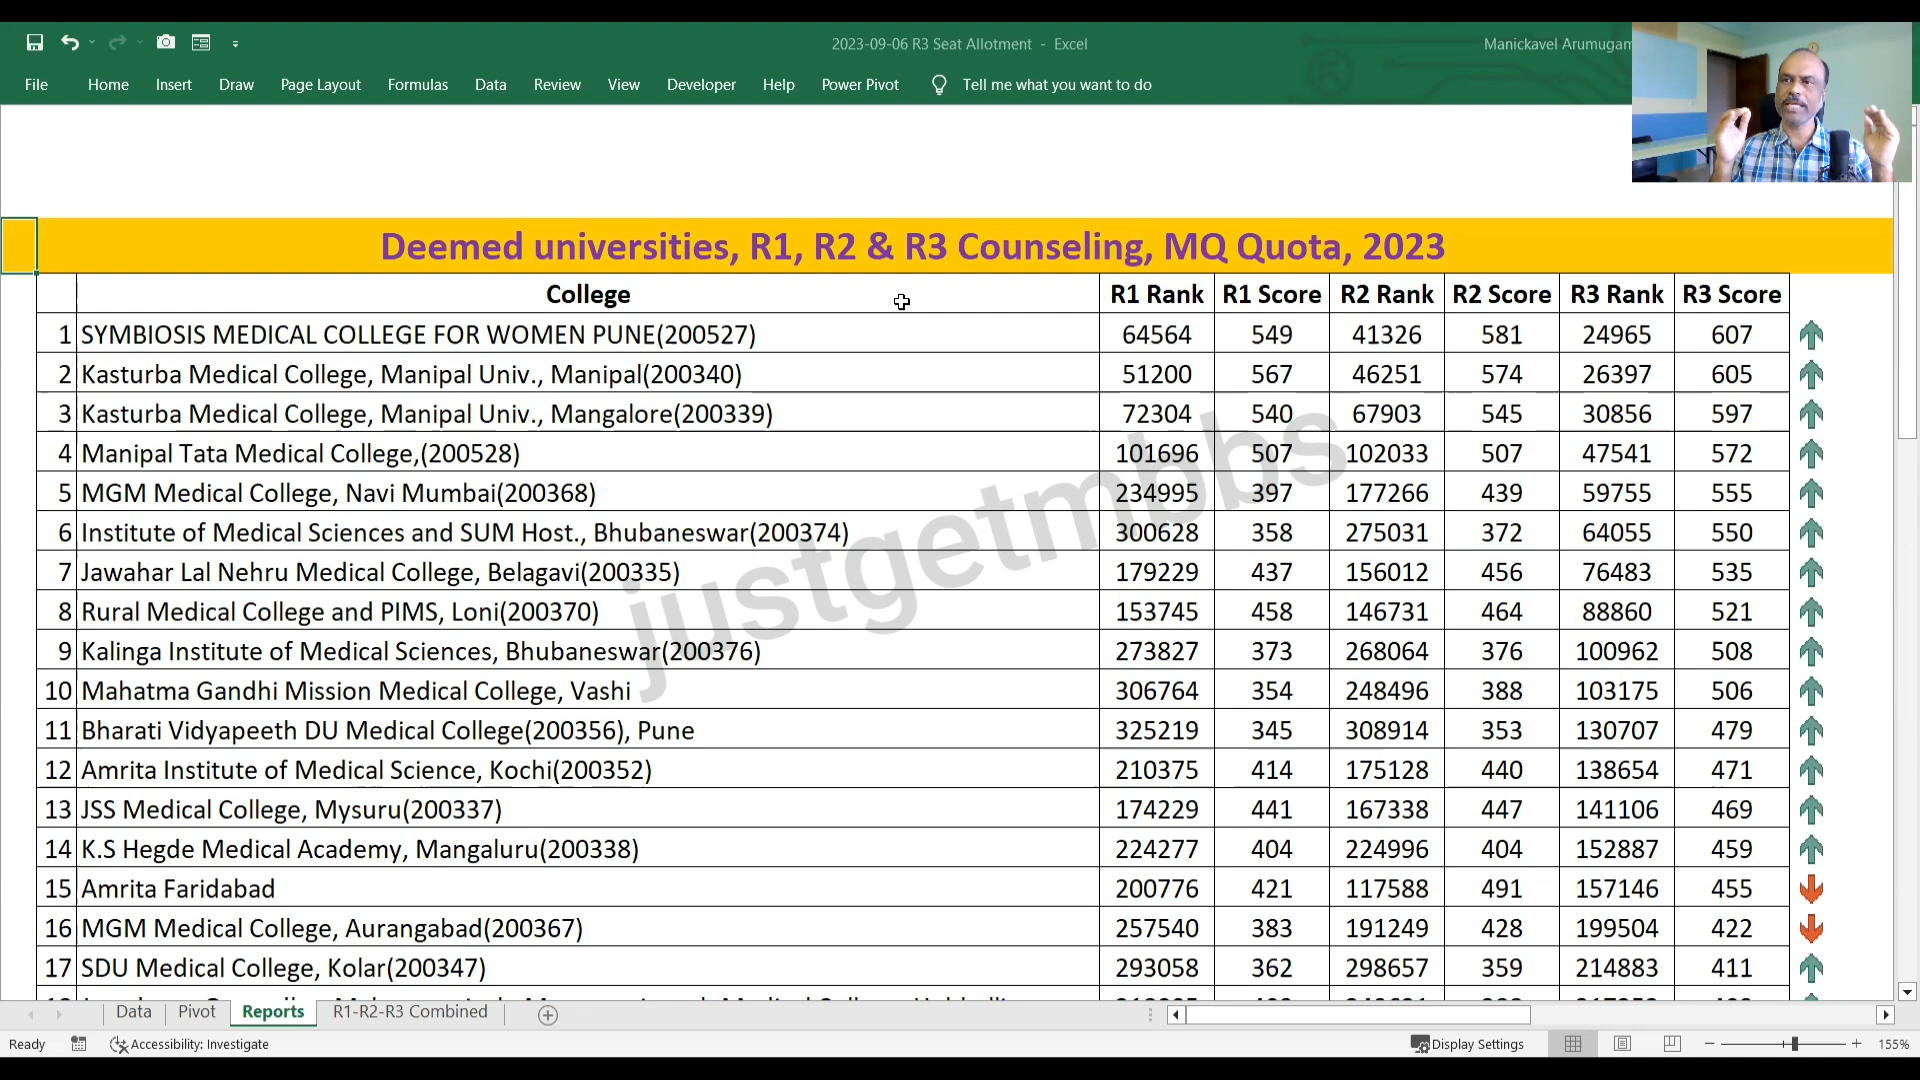 2023-09-06 R3 Seat Allotment - Excel
Manickavel Arumugam
File Home Insert Draw Page Layout Formulas Data Review View Developer Help Power Pivot Tell me what you want to do
Deemed universities, R1, R2 & R3 Counseling, MQ Quota, 2023
College R1 Rank R1 Score R2 Rank R2 Score R3 Rank R3 Score
1 SYMBIOSIS MEDICAL COLLEGE FOR WOMEN PUNE(200527) 64564 549 41326 581 24965 607
2 Kasturba Medical College, Manipal Univ., Manipal(200340) 51200 567 46251 574 26397 605
3 Kasturba Medical College, Manipal Univ., Mangalore(200339) 72304 540 67903 545 30856 597
4 Manipal Tata Medical College,(200528) 101696 507 102033 507 47541 572
5 MGM Medical College, Navi Mumbai(200368) 234995 397 177266 439 59755 555
6 Institute of Medical Sciences and SUM Host., Bhubaneswar(200374) 300628 358 275031 372 64055 550
7 Jawahar Lal Nehru Medical College, Belagavi(200335) 179229 437 156012 456 76483 535
8 Rural Medical College and PIMS, Loni(200370) 153745 458 146731 464 88860 521
9 Kalinga Institute of Medical Sciences, Bhubaneswar(200376) 273827 373 268064 376 100962 508
10 Mahatma Gandhi Mission Medical College, Vashi 306764 354 248496 388 103175 506
11 Bharati Vidyapeeth DU Medical College(200356), Pune 325219 345 308914 353 130707 479
12 Amrita Institute of Medical Science, Kochi(200352) 210375 414 175128 440 138654 471
13 JSS Medical College, Mysuru(200337) 174229 441 167338 447 141106 469
14 K.S Hegde Medical Academy, Mangaluru(200338) 224277 404 224996 404 152887 459
15 Amrita Faridabad 200776 421 117588 491 157146 455
16 MGM Medical College, Aurangabad(200367) 257540 383 191249 428 199504 422
17 SDU Medical College, Kolar(200347) 293058 362 298657 359 214883 411
justgetmbbs
Data Pivot Reports R1-R2-R3 Combined
Ready Accessibility: Investigate Display Settings 155%